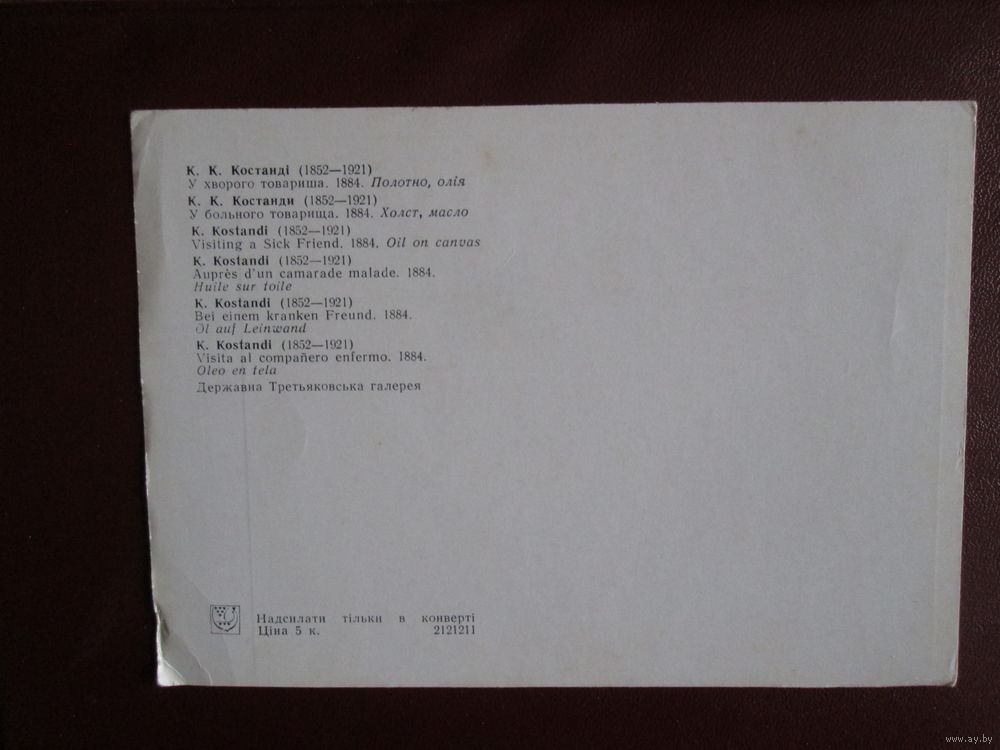 К. К. Костанді (1852—1921)
У хворого товариша. 1884. Полотно, олія
К. К. Костанди (1852—1921)
У больного товарища. 1884. Холст, масло
K. Kostandi (1852—1921)
Visiting a Sick Friend. 1884. Oil on canvas
K. Kostandi (1852—1921)
Auprès d'un camarade malade. 1884.
Huile sur toile
K. Kostandi (1852—1921)
Bei einem kranken Freund. 1884.
Öl auf Leinwand
K. Kostandi (1852—1921)
Visita al compañero enfermo. 1884.
Oleo en tela
Державна Третьяковська галерея
Надсилати тільки в конверті
Ціна 5 к. 2121211
www.ay.by